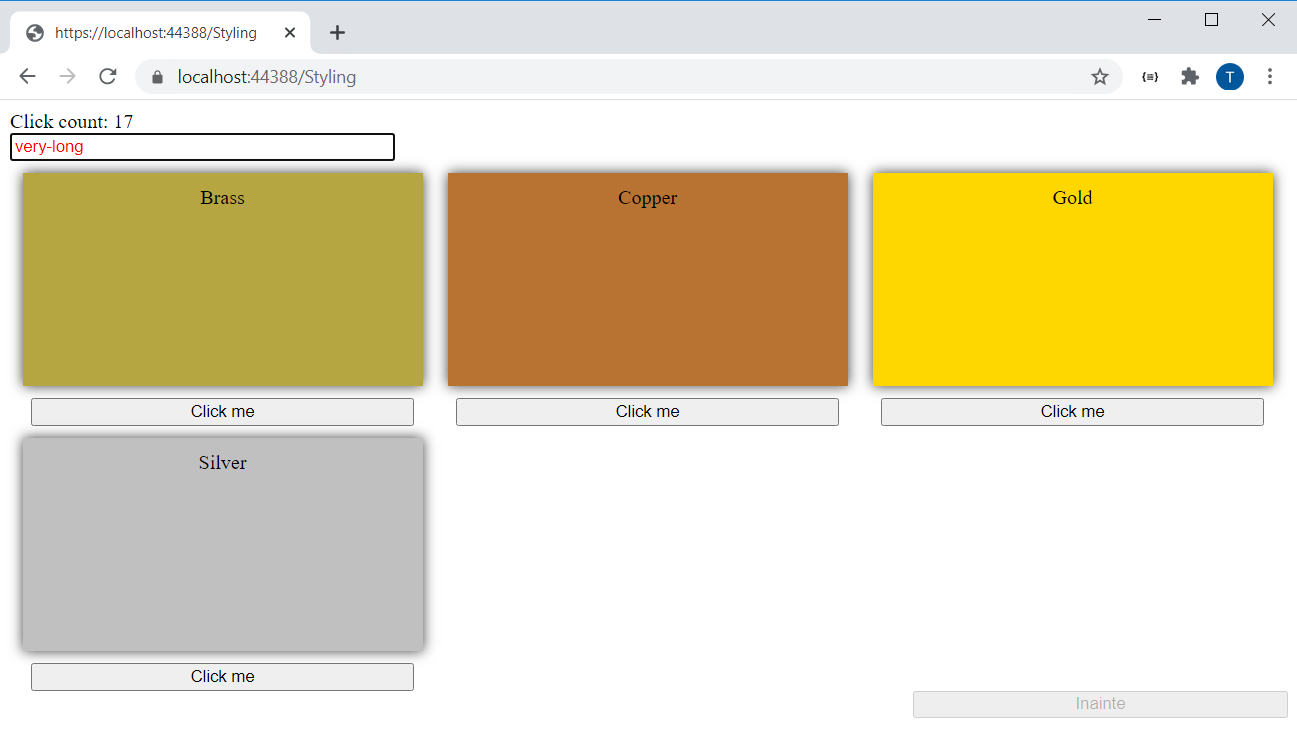 https://localhost:44388/Styling
localhost:44388/Styling
T
Click count: 17
very-long
Brass
Copper
Gold
Click me
Click me
Click me
Silver
Click me
Inainte